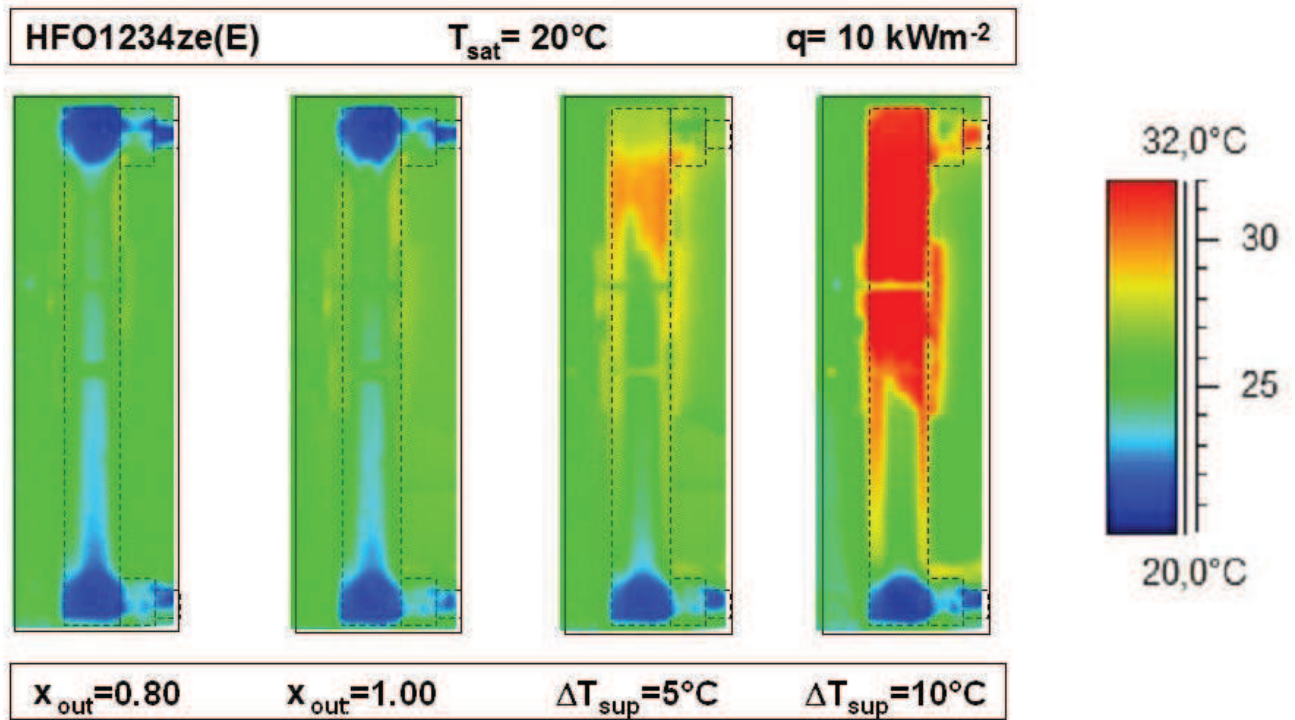 HFO1234ze(E) Tsat= 20°C q= 10 kWm-2
32,0°C
30
25
20,0°C
xout=0.80 xout=1.00 ΔTsup=5°C ΔTsup=10°C